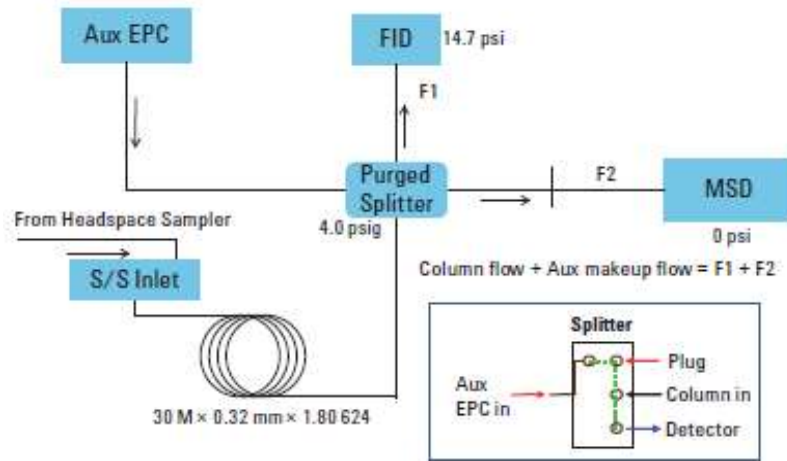 Aux EPC
FID
14.7 psi
F1
Purged
Splitter
4.0 psig
F2
MSD
0 psi
From Headspace Sampler
S/S Inlet
Column flow + Aux makeup flow = F1 + F2
30 M × 0.32 mm × 1.80 624
Splitter
Aux
EPC in
Plug
Column in
Detector